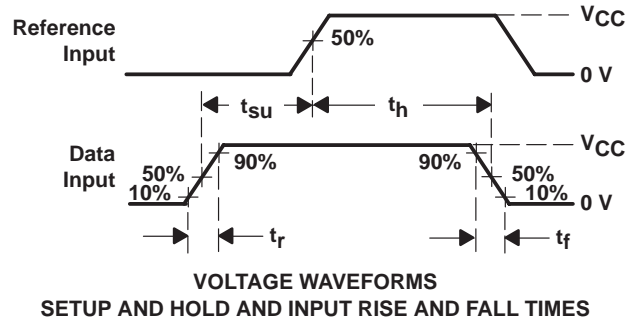 Reference
Input
50%
VCC
0 V
tsu
th
Data
Input
50%
10%
90%
90%
VCC
50%
10%
0 V
tr
tf
VOLTAGE WAVEFORMS
SETUP AND HOLD AND INPUT RISE AND FALL TIMES